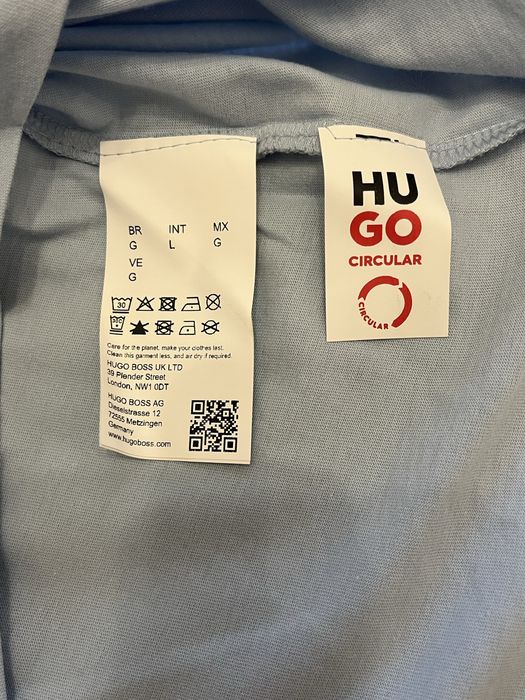 BR INT MX
G L G
VE
G
30
Care for the planet, make your clothes last.
Clean this garment less, and air dry if required.
HUGO BOSS UK LTD
39 Plender Street
London, NW1 0DT
HUGO BOSS AG
Dieselstrasse 12
72555 Metzingen
Germany
www.hugoboss.com
HU
GO
CIRCULAR
CIRCULAR